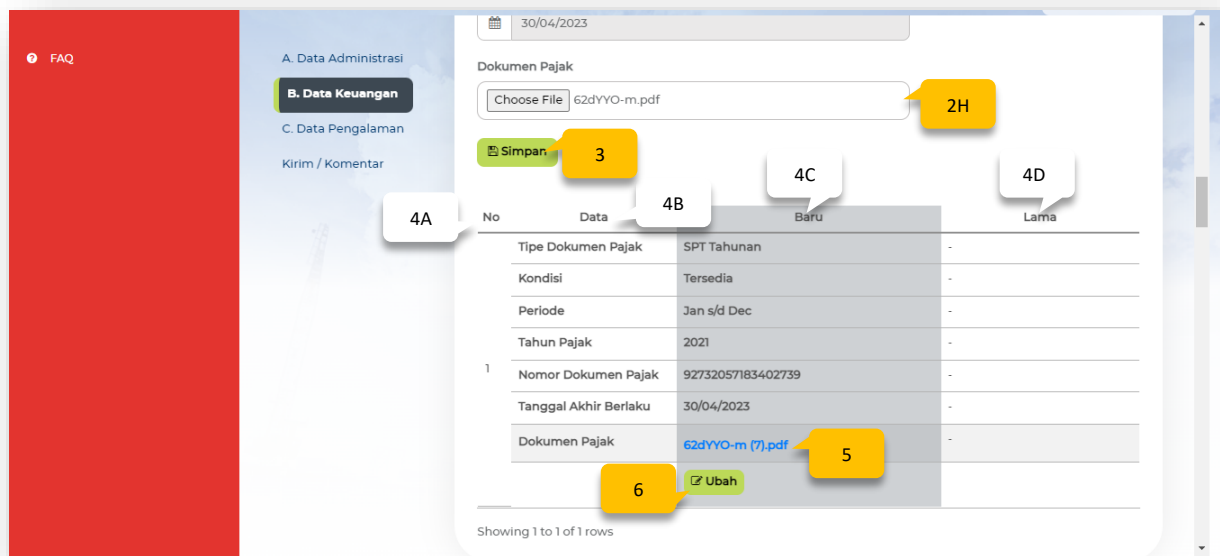 30/04/2023
FAQ
A. Data Administrasi
Dokumen Pajak
B. Data Keuangan
Choose File 62dYYO-m.pdf
2H
C. Data Pengalaman
Simpan
3
Kirim / Komentar
4C
4D
4A
4B
No Data Baru Lama
Tipe Dokumen Pajak SPT Tahunan -
Kondisi Tersedia -
Periode Jan s/d Dec -
Tahun Pajak 2021 -
1
Nomor Dokumen Pajak 92732057183402739 -
Tanggal Akhir Berlaku 30/04/2023 -
Dokumen Pajak 62dYYO-m (7).pdf -
5
6
Ubah
Showing 1 to 1 of 1 rows